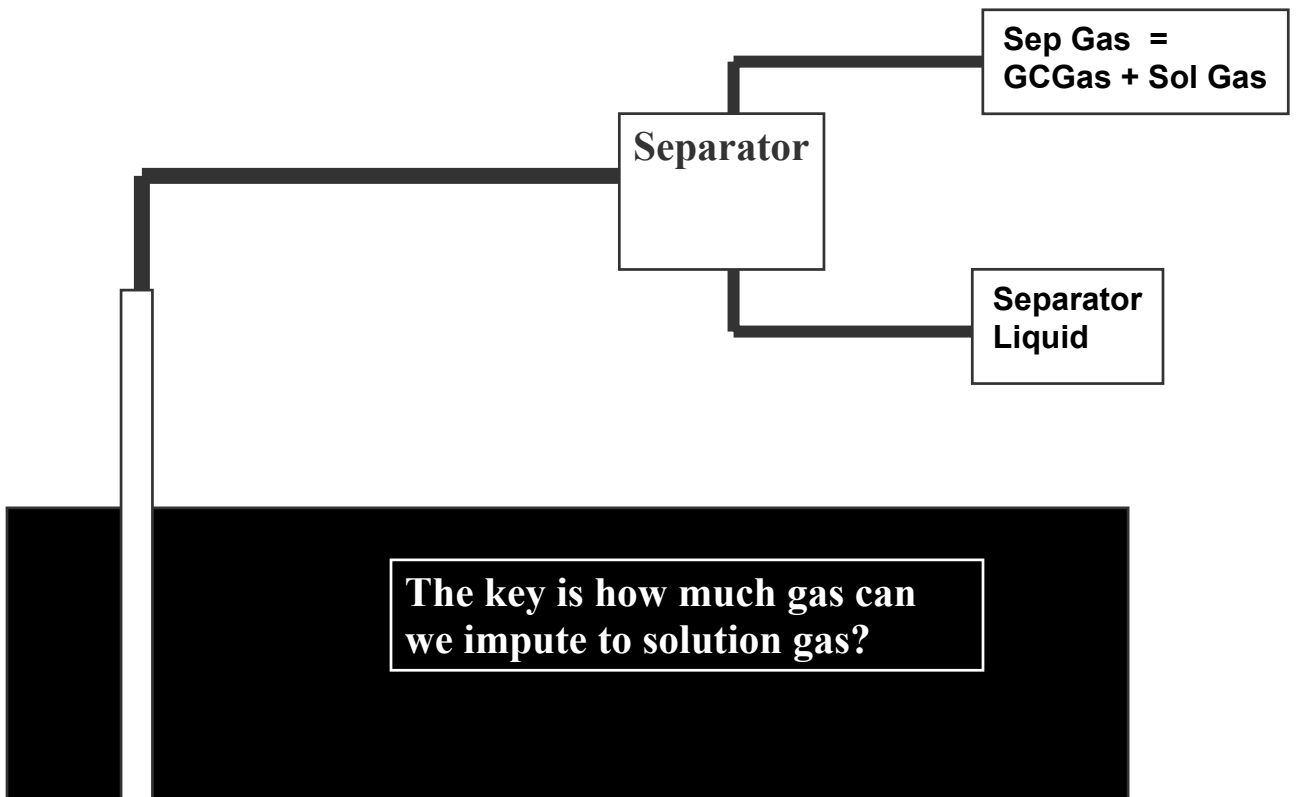 Sep Gas =
GCGas + Sol Gas
Separator
Separator
Liquid
The key is how much gas can
we impute to solution gas?